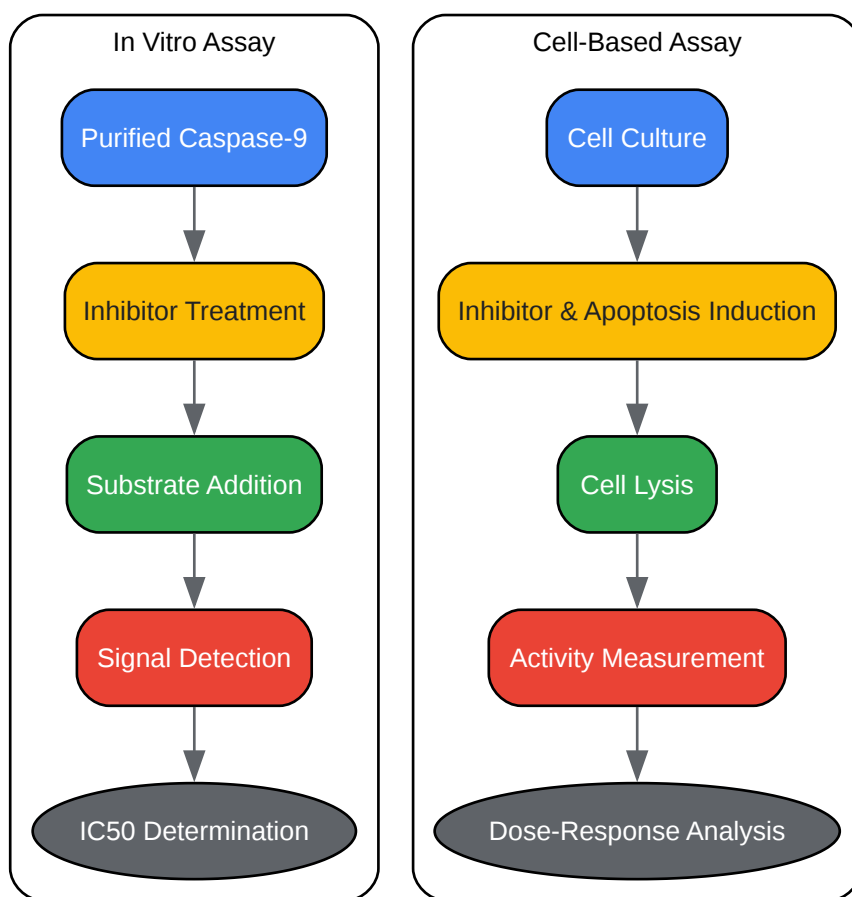 In Vitro Assay
Purified Caspase-9
Inhibitor Treatment
Substrate Addition
Signal Detection
IC50 Determination
Cell-Based Assay
Cell Culture
Inhibitor & Apoptosis Induction
Cell Lysis
Activity Measurement
Dose-Response Analysis